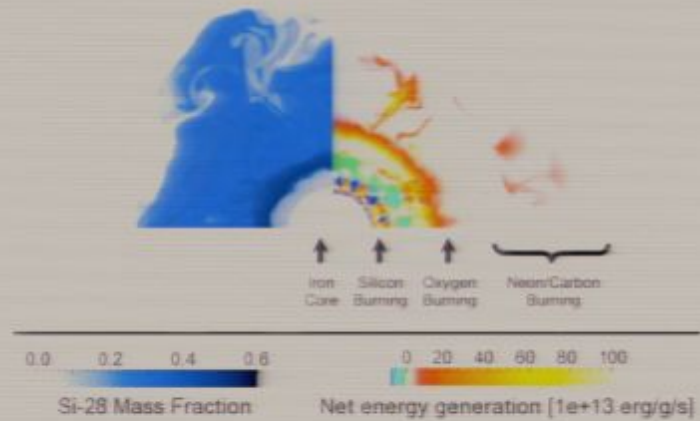 Iron Silicon Oxygen Neon/Carbon
Core Burning Burning Burning
0.0 0.2 0.4 0.6 0 20 40 60 80 100
Si-28 Mass Fraction Net energy generation [1e+13 erg/g/s]